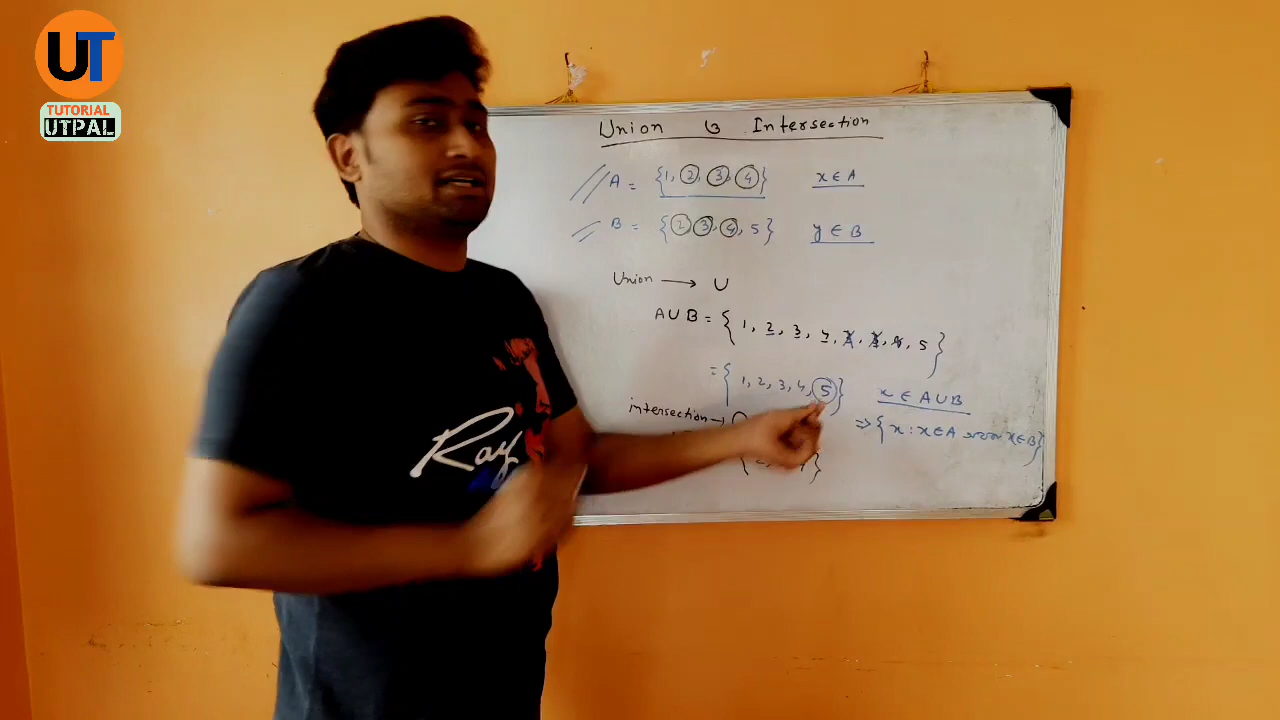 UT
TUTORIAL
UTPAL
Union ও Intersection
A = {1, 2, 3, 4} x ∈ A
B = {2, 3, 4, 5} y ∈ B
Union → ∪
A ∪ B = { 1, 2, 3, 4, 2, 3, 4, 5 }
= { 1, 2, 3, 4, 5 } x ∈ A ∪ B
intersection → ⇒ { x : x ∈ A অথবা x ∈ B}
Ray